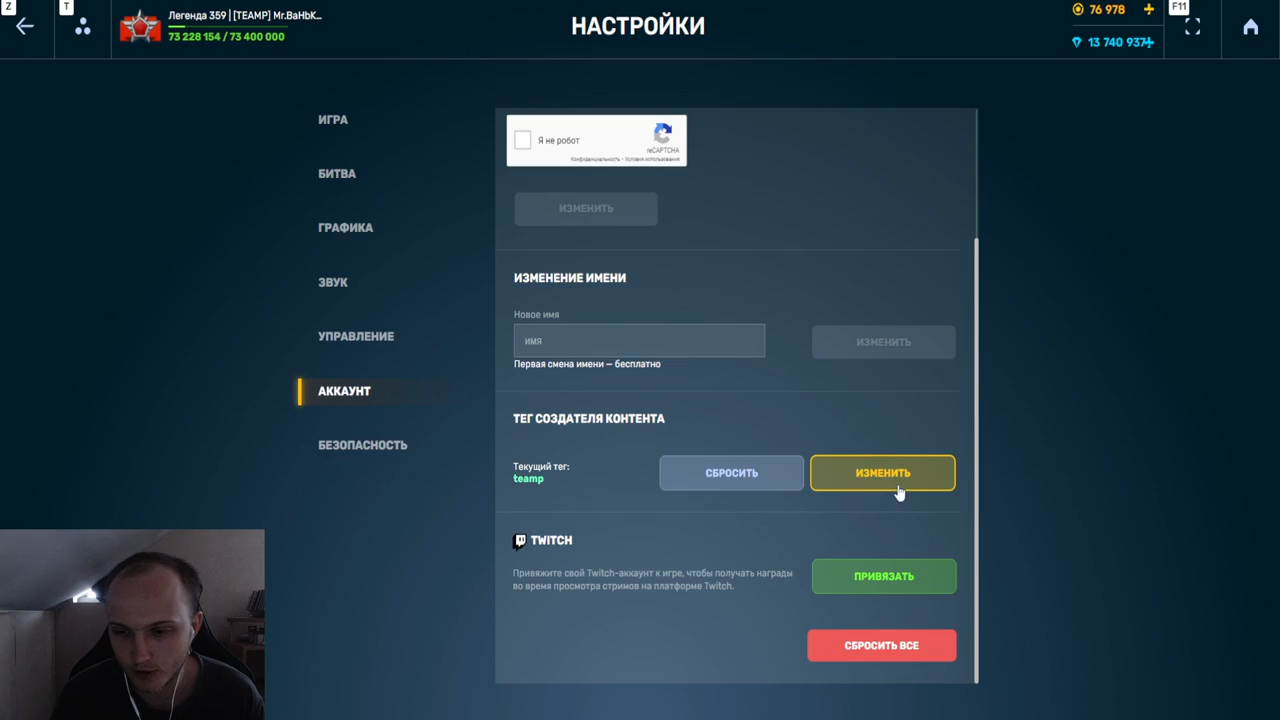 Z
T
Легенда 359 | [TEAMP] Mr.BaHbK...
73 228 154 / 73 400 000
НАСТРОЙКИ
76 978
13 740 937
F11
ИГРА
БИТВА
ГРАФИКА
ЗВУК
УПРАВЛЕНИЕ
АККАУНТ
БЕЗОПАСНОСТЬ
Я не робот
reCAPTCHA
Конфиденциальность - Условия использования
ИЗМЕНИТЬ
ИЗМЕНЕНИЕ ИМЕНИ
Новое имя
имя
ИЗМЕНИТЬ
Первая смена имени — бесплатно
ТЕГ СОЗДАТЕЛЯ КОНТЕНТА
Текущий тег:
teamp
СБРОСИТЬ
ИЗМЕНИТЬ
TWITCH
Привяжите свой Twitch-аккаунт к игре, чтобы получать награды
во время просмотра стримов на платформе Twitch.
ПРИВЯЗАТЬ
СБРОСИТЬ ВСЕ